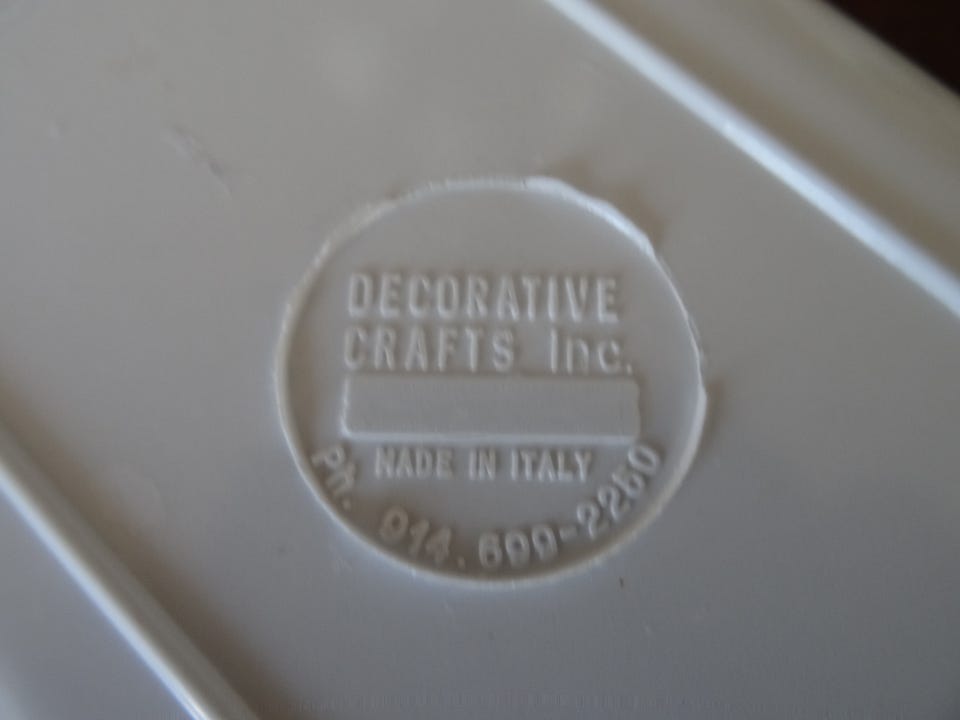 DECORATIVE
CRAFTS Inc.
MADE IN ITALY
Ph. 914.699-2250